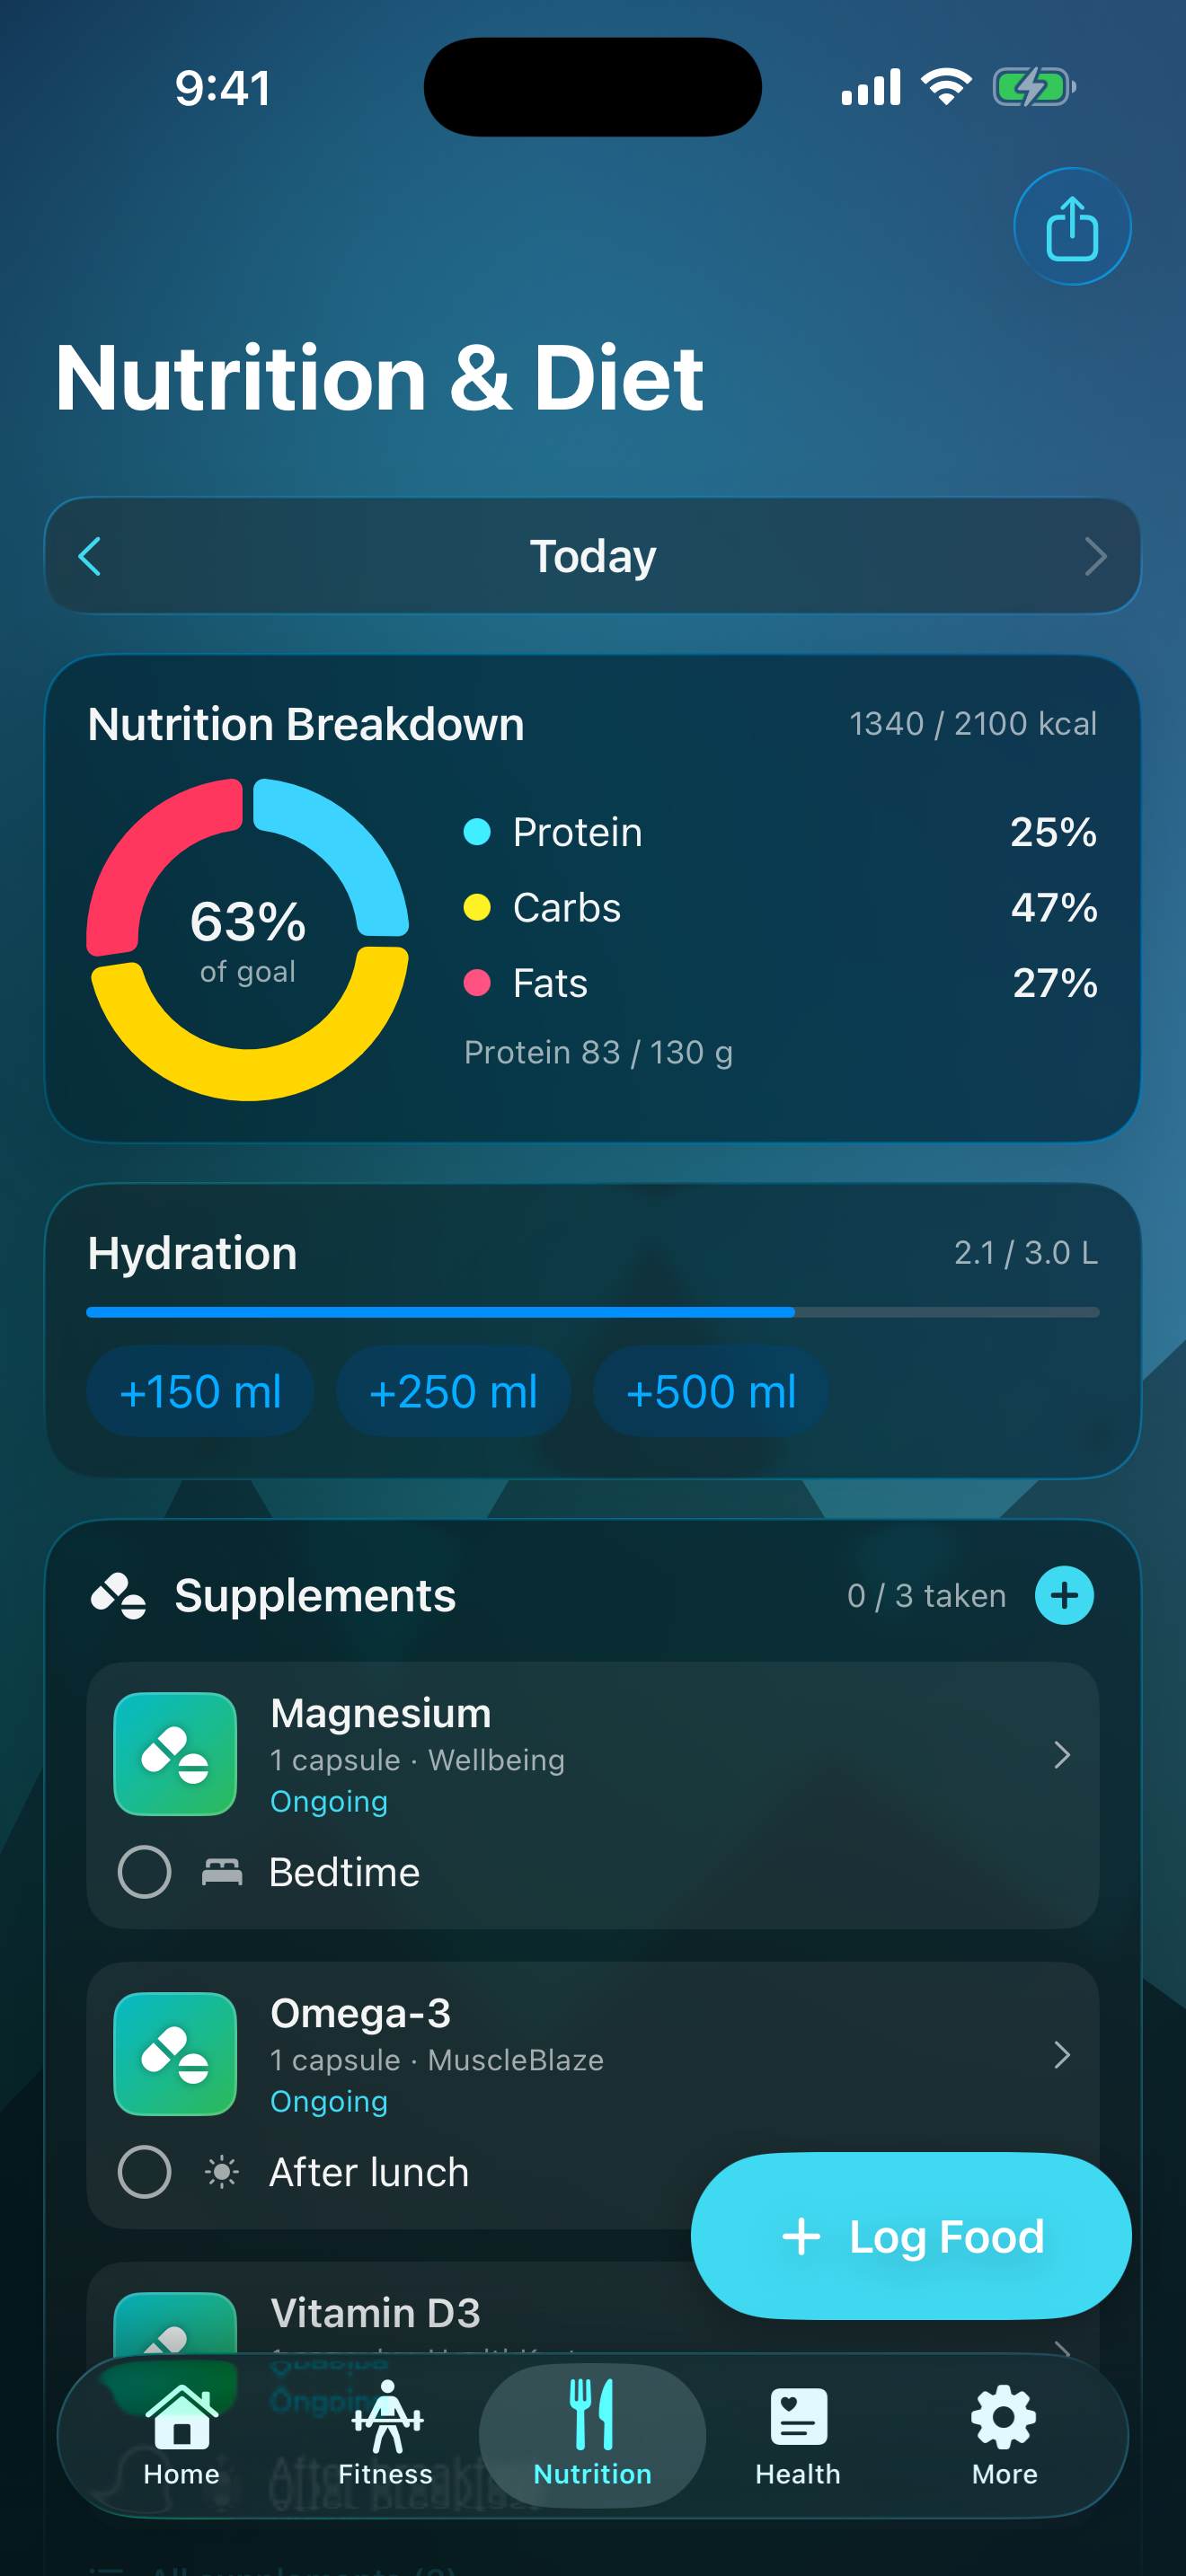 9:41
Nutrition & Diet
Today
Nutrition Breakdown
1340 / 2100 kcal
63%
of goal
Protein
25%
Carbs
47%
Fats
27%
Protein 83 / 130 g
Hydration
2.1 / 3.0 L
+150 ml
+250 ml
+500 ml
Supplements
0 / 3 taken
Magnesium
1 capsule · Wellbeing
Ongoing
Bedtime
Omega-3
1 capsule · MuscleBlaze
Ongoing
After lunch
+ Log Food
Vitamin D3
Ongoing
Home
Fitness
Nutrition
Health
More